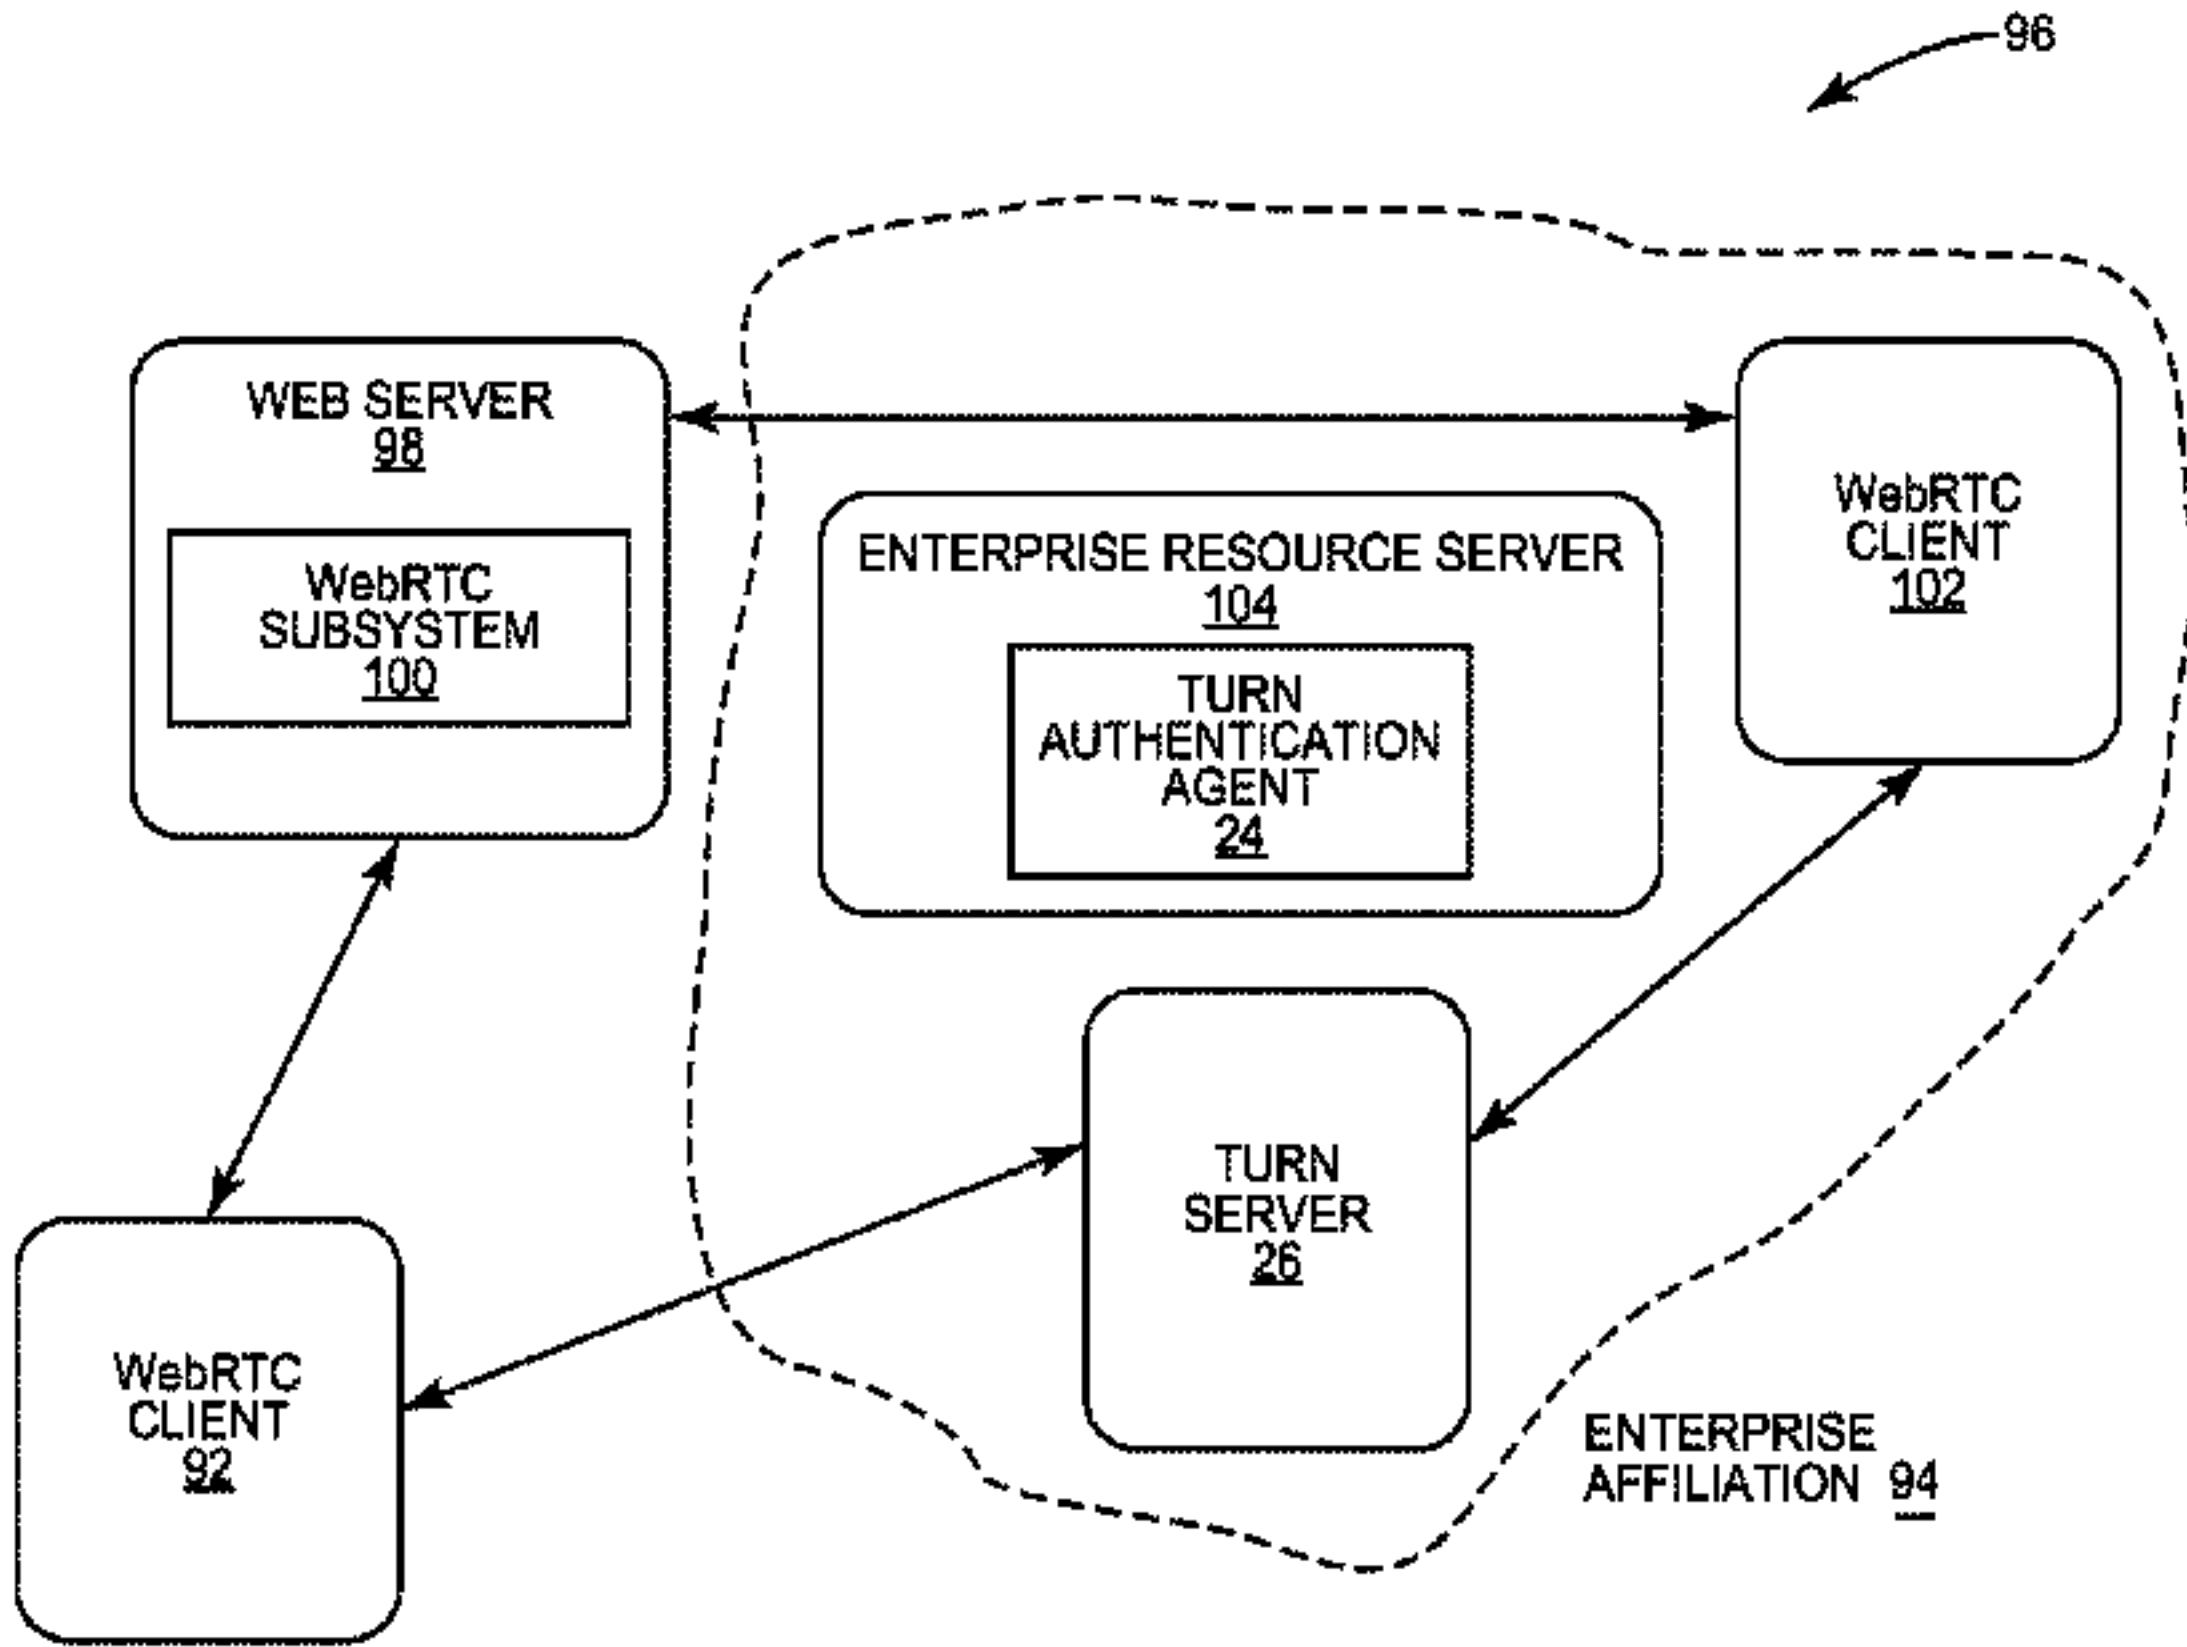 96
WEB SERVER
98
WebRTC
SUBSYSTEM
100
ENTERPRISE RESOURCE SERVER
104
TURN
AUTHENTICATION
AGENT
24
WebRTC
CLIENT
102
TURN
SERVER
26
WebRTC
CLIENT
92
ENTERPRISE
AFFILIATION 94